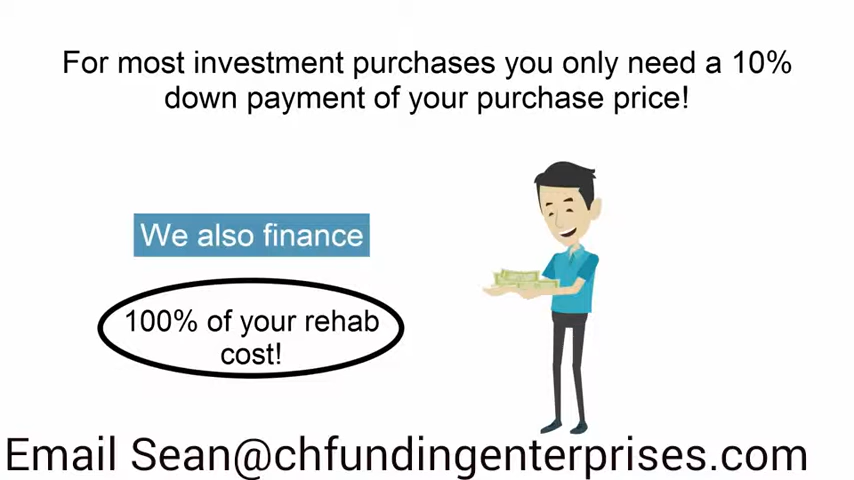 For most investment purchases you only need a 10%
down payment of your purchase price!
We also finance
100% of your rehab
cost!
Email Sean@chfundingenterprises.com